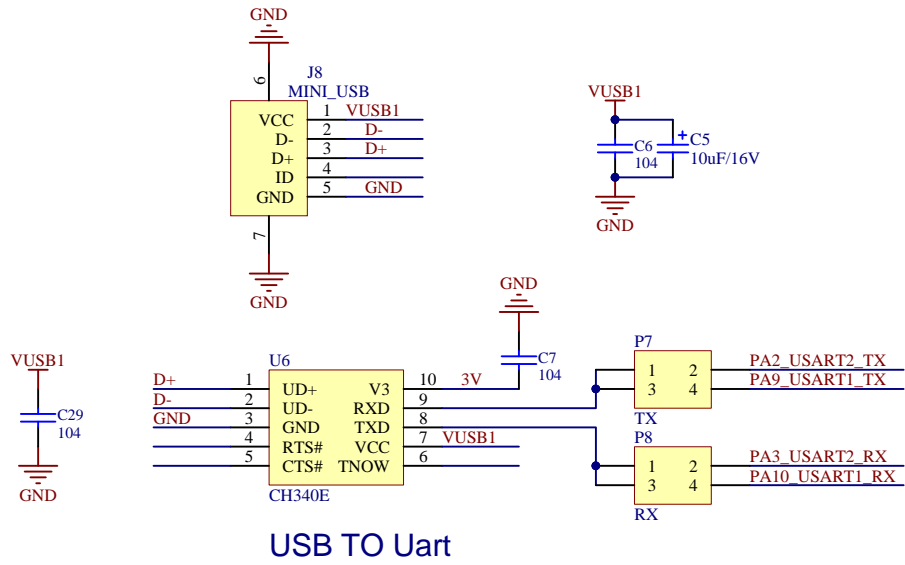 GND
6
J8
MINI_USB
VCC 1 VUSB1
D- 2 D-
D+ 3 D+
ID 4
GND 5 GND
7
GND
VUSB1
C6
104
+ C5
10uF/16V
GND
VUSB1
C29
104
GND
U6
D+ 1 UD+ V3 10 3V
D- 2 UD- RXD 9
GND 3 GND TXD 8
4 RTS# VCC 7 VUSB1
5 CTS# TNOW 6
CH340E
GND
C7
104
P7
1 2 PA2_USART2_TX
3 4 PA9_USART1_TX
TX
P8
1 2 PA3_USART2_RX
3 4 PA10_USART1_RX
RX
USB TO Uart